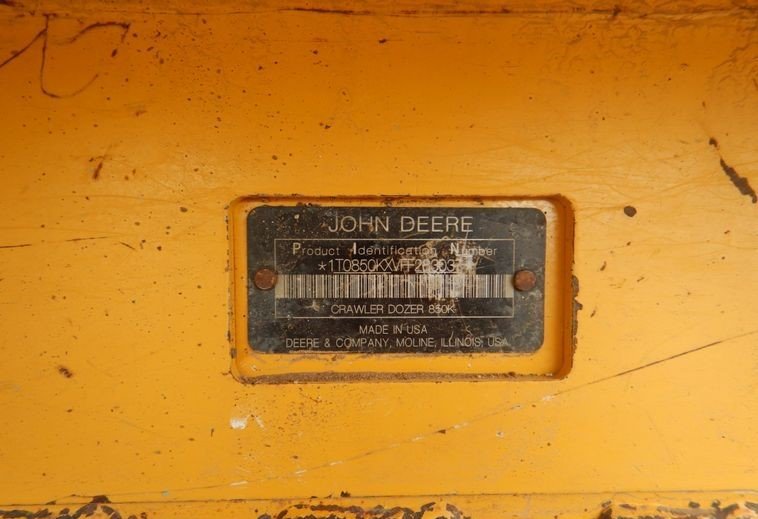 JOHN DEERE
Product Identification Number
CRAWLER DOZER 850K
MADE IN USA
DEERE & COMPANY, MOLINE, ILLINOIS, USA